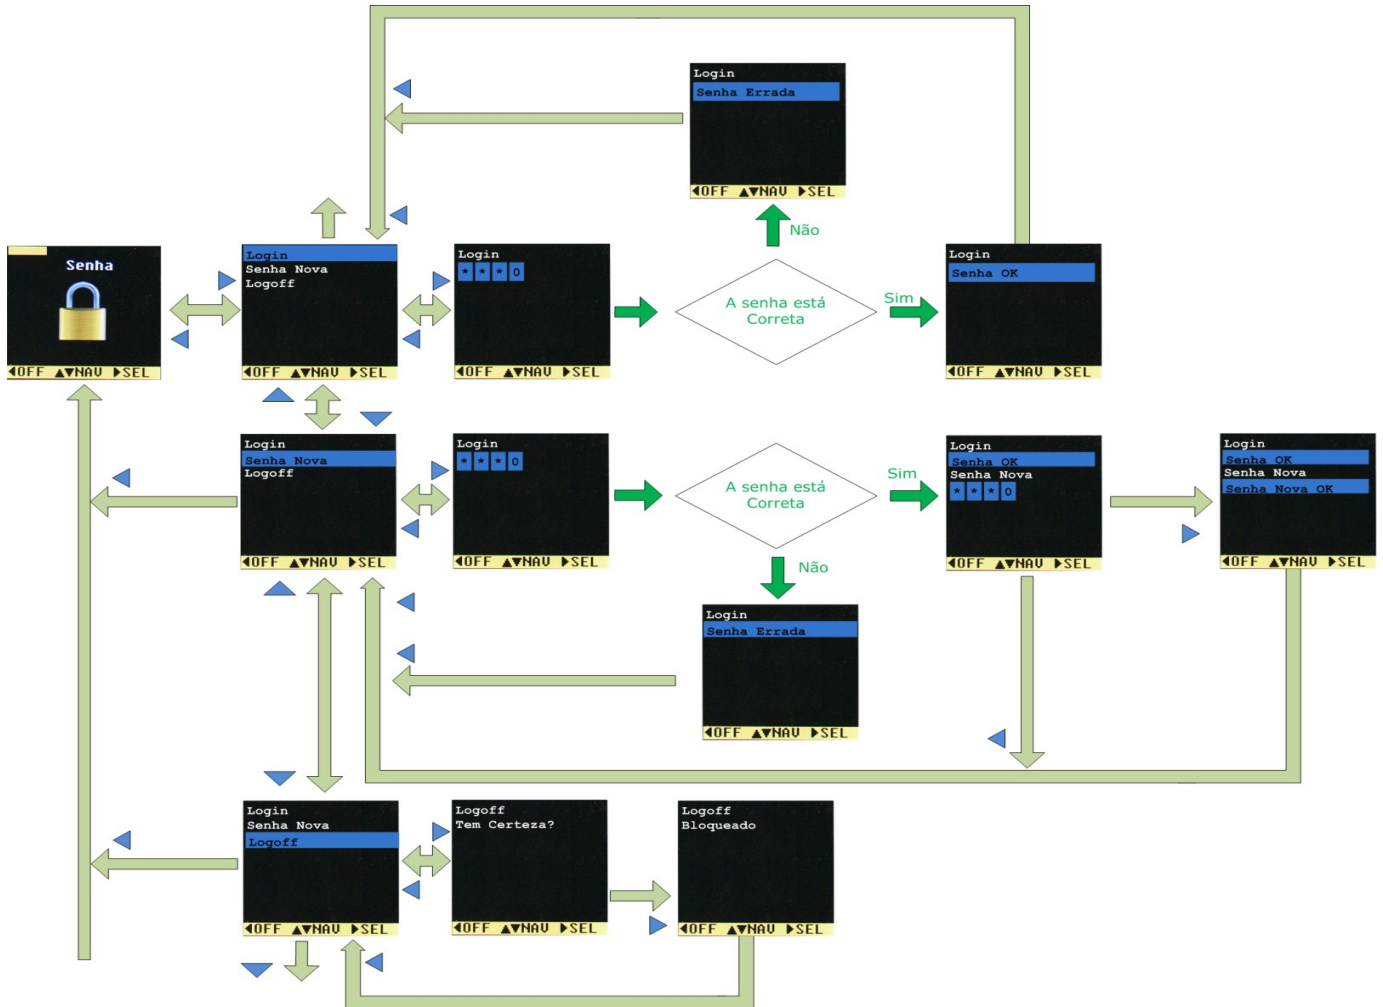 Login
Senha Errada
◀OFF ▲▼NAV ▶SEL
Não
Senha
◀OFF ▲▼NAV ▶SEL
Login
Senha Nova
Logoff
◀OFF ▲▼NAV ▶SEL
Login
* * * 0
◀OFF ▲▼NAV ▶SEL
A senha está
Correta
Sim
Login
Senha OK
◀OFF ▲▼NAV ▶SEL
Login
Senha Nova
Logoff
◀OFF ▲▼NAV ▶SEL
Login
* * * 0
◀OFF ▲▼NAV ▶SEL
A senha está
Correta
Sim
Login
Senha OK
Senha Nova
* * * 0
◀OFF ▲▼NAV ▶SEL
Login
Senha OK
Senha Nova
Senha Nova OK
◀OFF ▲▼NAV ▶SEL
Não
Login
Senha Errada
◀OFF ▲▼NAV ▶SEL
Login
Senha Nova
Logoff
◀OFF ▲▼NAV ▶SEL
Logoff
Tem Certeza?
◀OFF ▲▼NAV ▶SEL
Logoff
Bloqueado
◀OFF ▲▼NAV ▶SEL